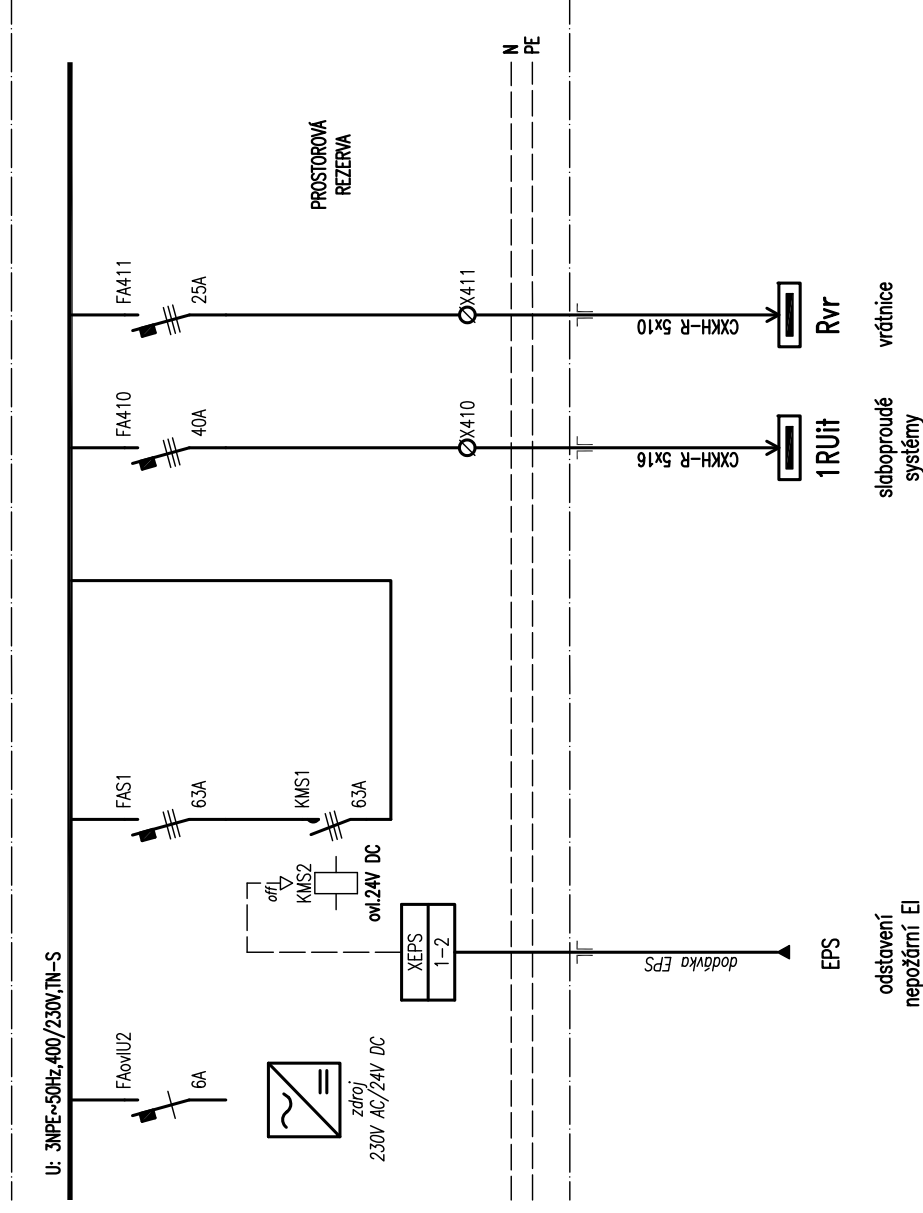 U: 3NPE~50Hz,400/230V,TN-S
FAovlU2
6A
zdroj
230V AC/24V DC
XEPS
1-2
off
KMS2
ovl.24V DC
dodávka EPS
EPS
odstavení
nepožární EI
FAS1
63A
KMS1
63A
FA410
40A
X410
CXKH-R 5x16
1RUit
slaboproudé
systémy
FA411
25A
X411
CXKH-R 5x10
Rvr
vrátnice
PROSTOROVÁ
REZERVA
N
PE